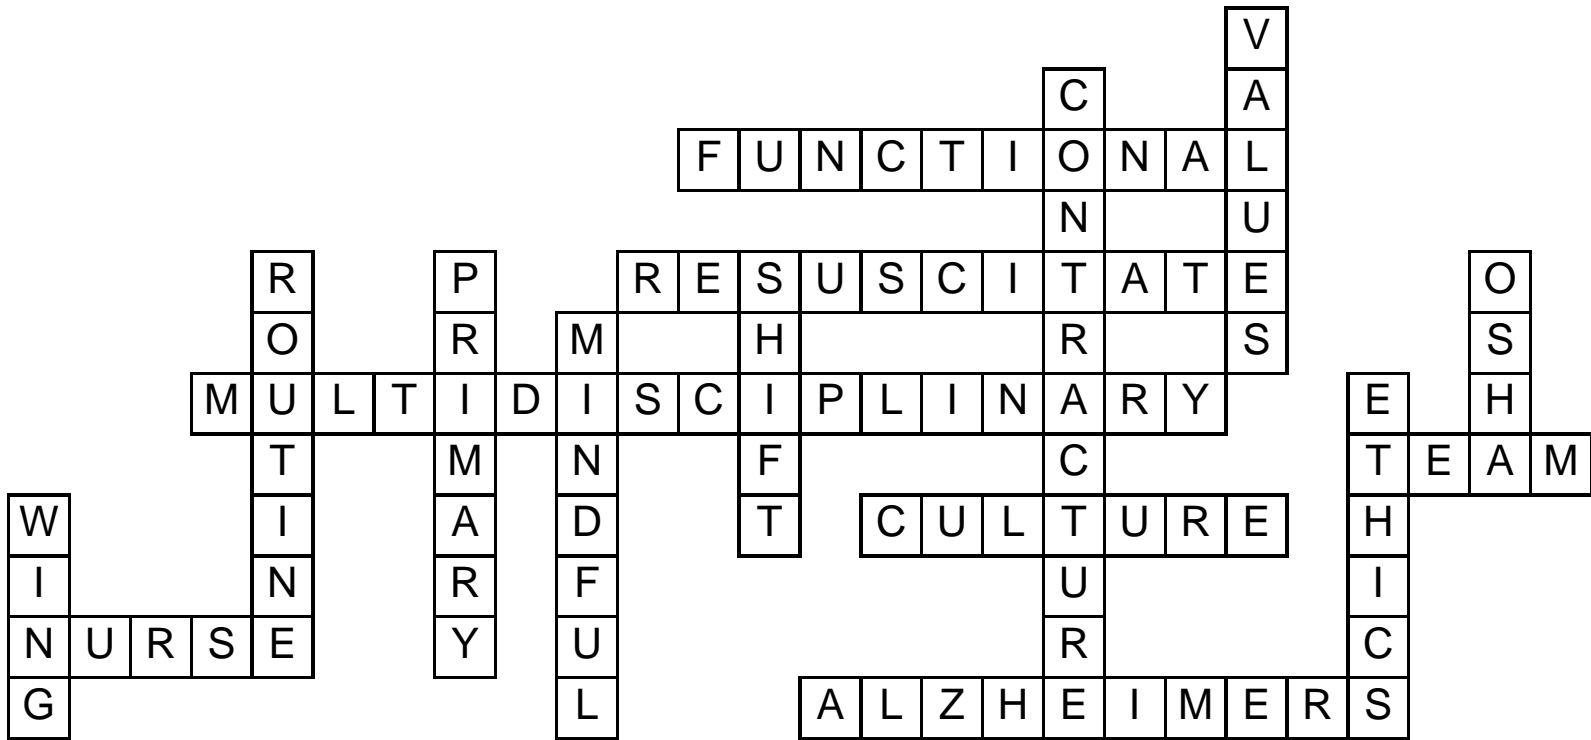 VALUES
CONTRACTURE
FUNCTIONAL
ROUTINE
PRIMARY
RESUSCITATE
SHIFT
OSHA
MINDFUL
MULTIDISCIPLINARY
ETHICS
TEAM
WING
CULTURE
NURSE
ALZHEIMERS